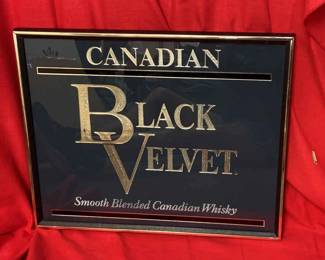 CANADIAN
BLACK
VELVET
Smooth Blended Canadian Whisky